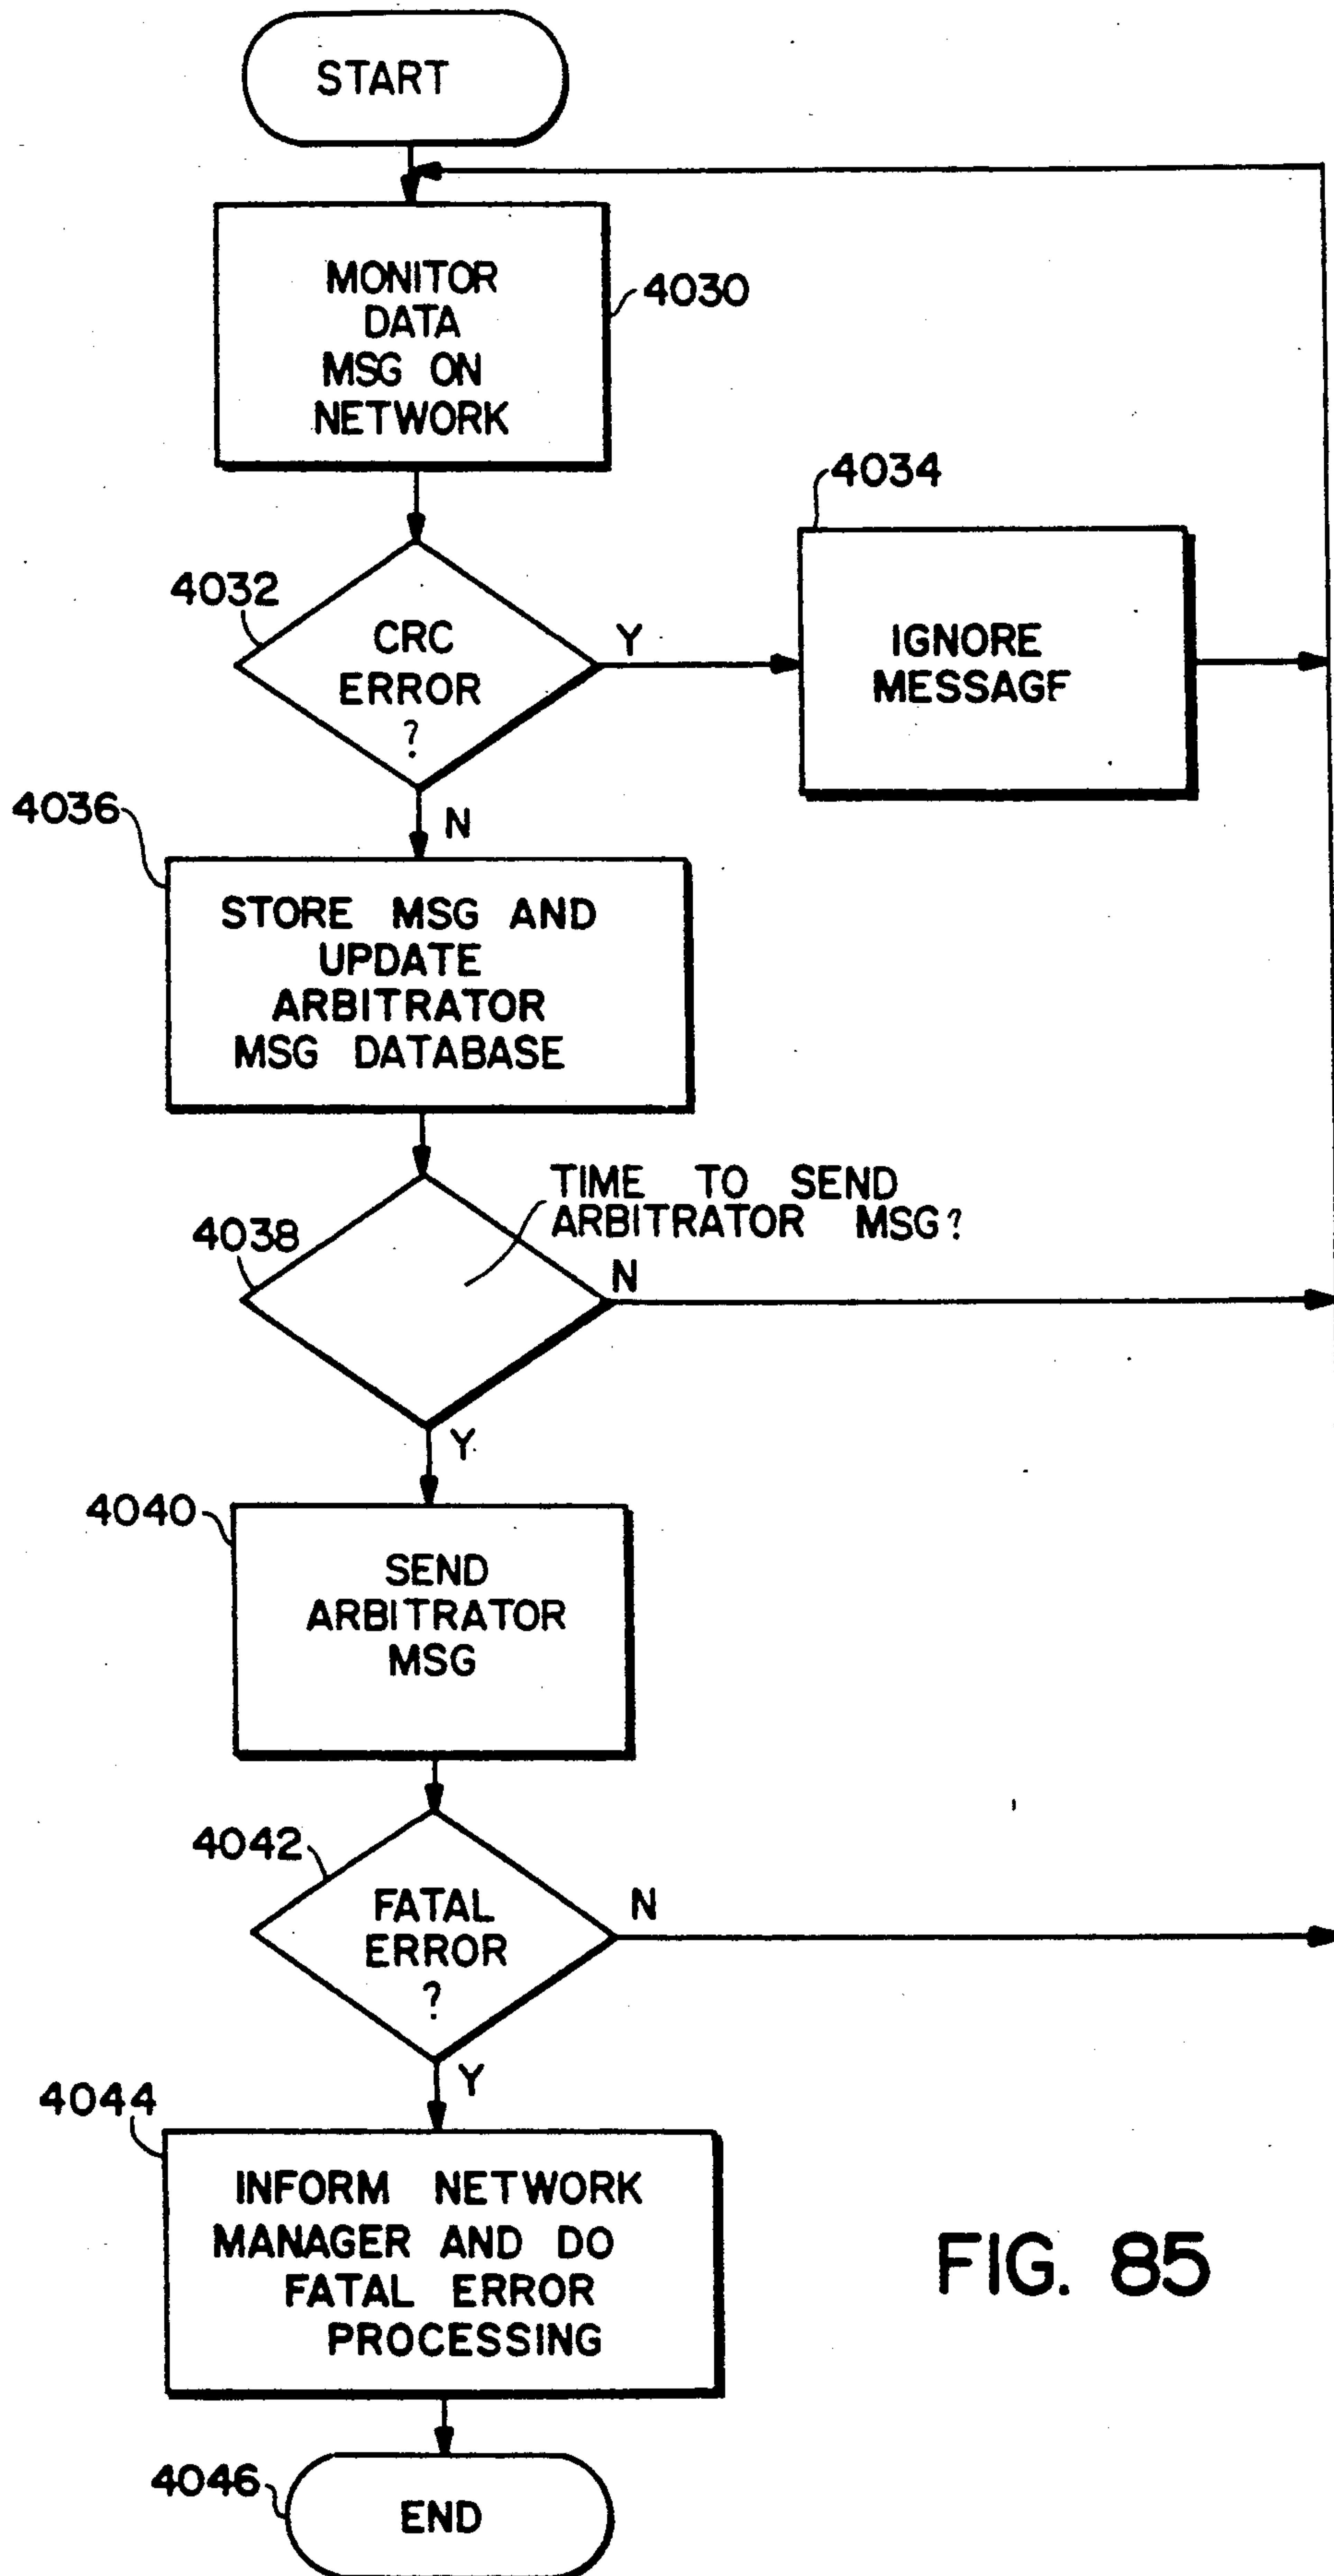 START
MONITOR
DATA
MSG ON
NETWORK
4030
4034
4032
CRC
ERROR
?
Y
IGNORE
MESSAGE
N
4036
STORE MSG AND
UPDATE
ARBITRATOR
MSG DATABASE
TIME TO SEND
ARBITRATOR MSG?
4038
N
Y
4040
SEND
ARBITRATOR
MSG
4042
FATAL
ERROR
?
N
Y
4044
INFORM NETWORK
MANAGER AND DO
FATAL ERROR
PROCESSING
FIG. 85
4046
END